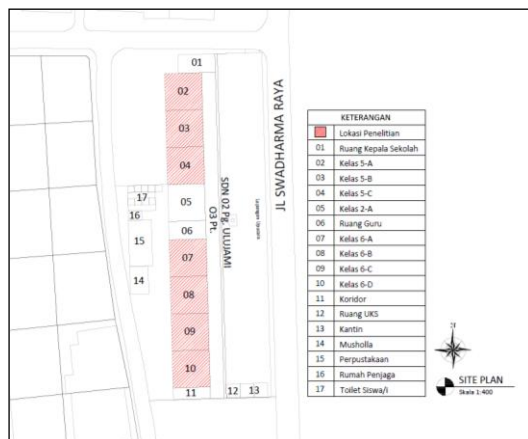 01
02
03
04
05
06
07
08
09
10
11
12
13
14
15
16
17
SDN 02 Pg. ULUJAMI
03 Pt.
JL SWADHARMA RAYA
KETERANGAN
Lokasi Penelitian
01 Ruang Kepala Sekolah
02 Kelas 5-A
03 Kelas 5-B
04 Kelas 5-C
05 Kelas 2-A
06 Ruang Guru
07 Kelas 6-A
08 Kelas 6-B
09 Kelas 6-C
10 Kelas 6-D
11 Koridor
12 Ruang UKS
13 Kantin
14 Musholla
15 Perpustakaan
16 Rumah Penjaga
17 Toilet Siswa/i
SITE PLAN
Skala 1:400